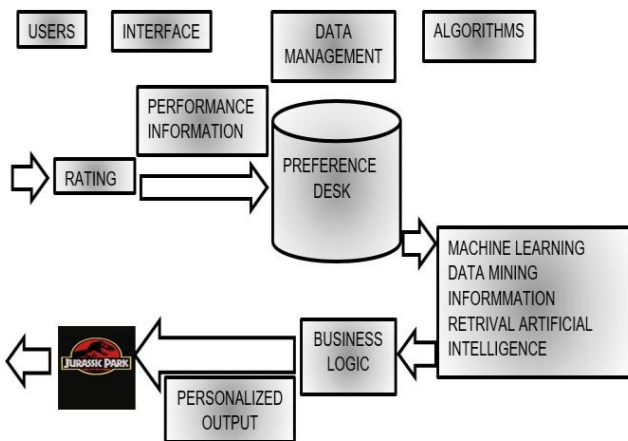 USERS
INTERFACE
DATA
MANAGEMENT
ALGORITHMS
PERFORMANCE
INFORMATION
RATING
PREFERENCE
DESK
MACHINE LEARNING
DATA MINING
INFORMMATION
RETRIVAL ARTIFICIAL
INTELLIGENCE
BUSINESS
LOGIC
JURASSIC PARK
PERSONALIZED
OUTPUT